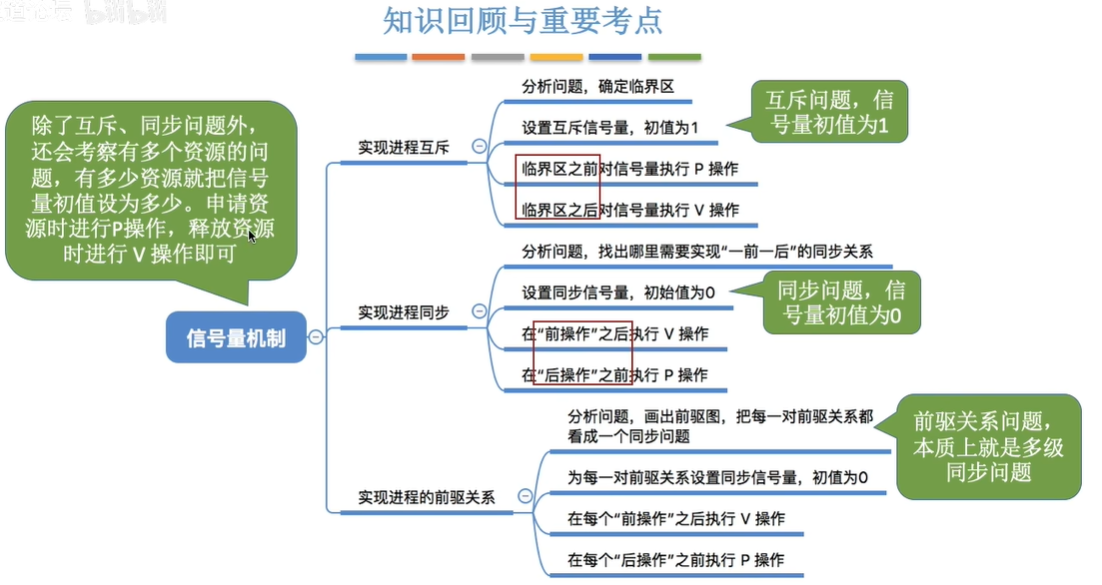 知识回顾与重要考点
除了互斥、同步问题外，
还会考察有多个资源的问
题，有多少资源就把信号
量初值设为多少。申请资
源时进行P操作，释放资源
时进行 V 操作即可
信号量机制
实现进程互斥
分析问题，确定临界区
设置互斥信号量，初值为1
互斥问题，信
号量初值为1
临界区之前对信号量执行 P 操作
临界区之后对信号量执行 V 操作
实现进程同步
分析问题，找出哪里需要实现“一前一后”的同步关系
设置同步信号量，初始值为0
同步问题，信
号量初值为0
在“前操作”之后执行 V 操作
在“后操作”之前执行 P 操作
实现进程的前驱关系
分析问题，画出前驱图，把每一对前驱关系都
看成一个同步问题
前驱关系问题，
本质上就是多级
同步问题
为每一对前驱关系设置同步信号量，初值为0
在每个“前操作”之后执行 V 操作
在每个“后操作”之前执行 P 操作